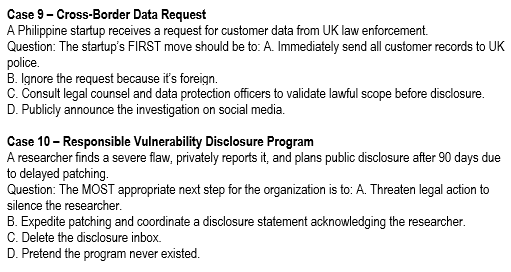 Case 9 – Cross-Border Data Request
A Philippine startup receives a request for customer data from UK law enforcement.
Question: The startup's FIRST move should be to: A. Immediately send all customer records to UK
police.
B. Ignore the request because it's foreign.
C. Consult legal counsel and data protection officers to validate lawful scope before disclosure.
D. Publicly announce the investigation on social media.
Case 10 – Responsible Vulnerability Disclosure Program
A researcher finds a severe flaw, privately reports it, and plans public disclosure after 90 days due
to delayed patching.
Question: The MOST appropriate next step for the organization is to: A. Threaten legal action to
silence the researcher.
B. Expedite patching and coordinate a disclosure statement acknowledging the researcher.
C. Delete the disclosure inbox.
D. Pretend the program never existed.